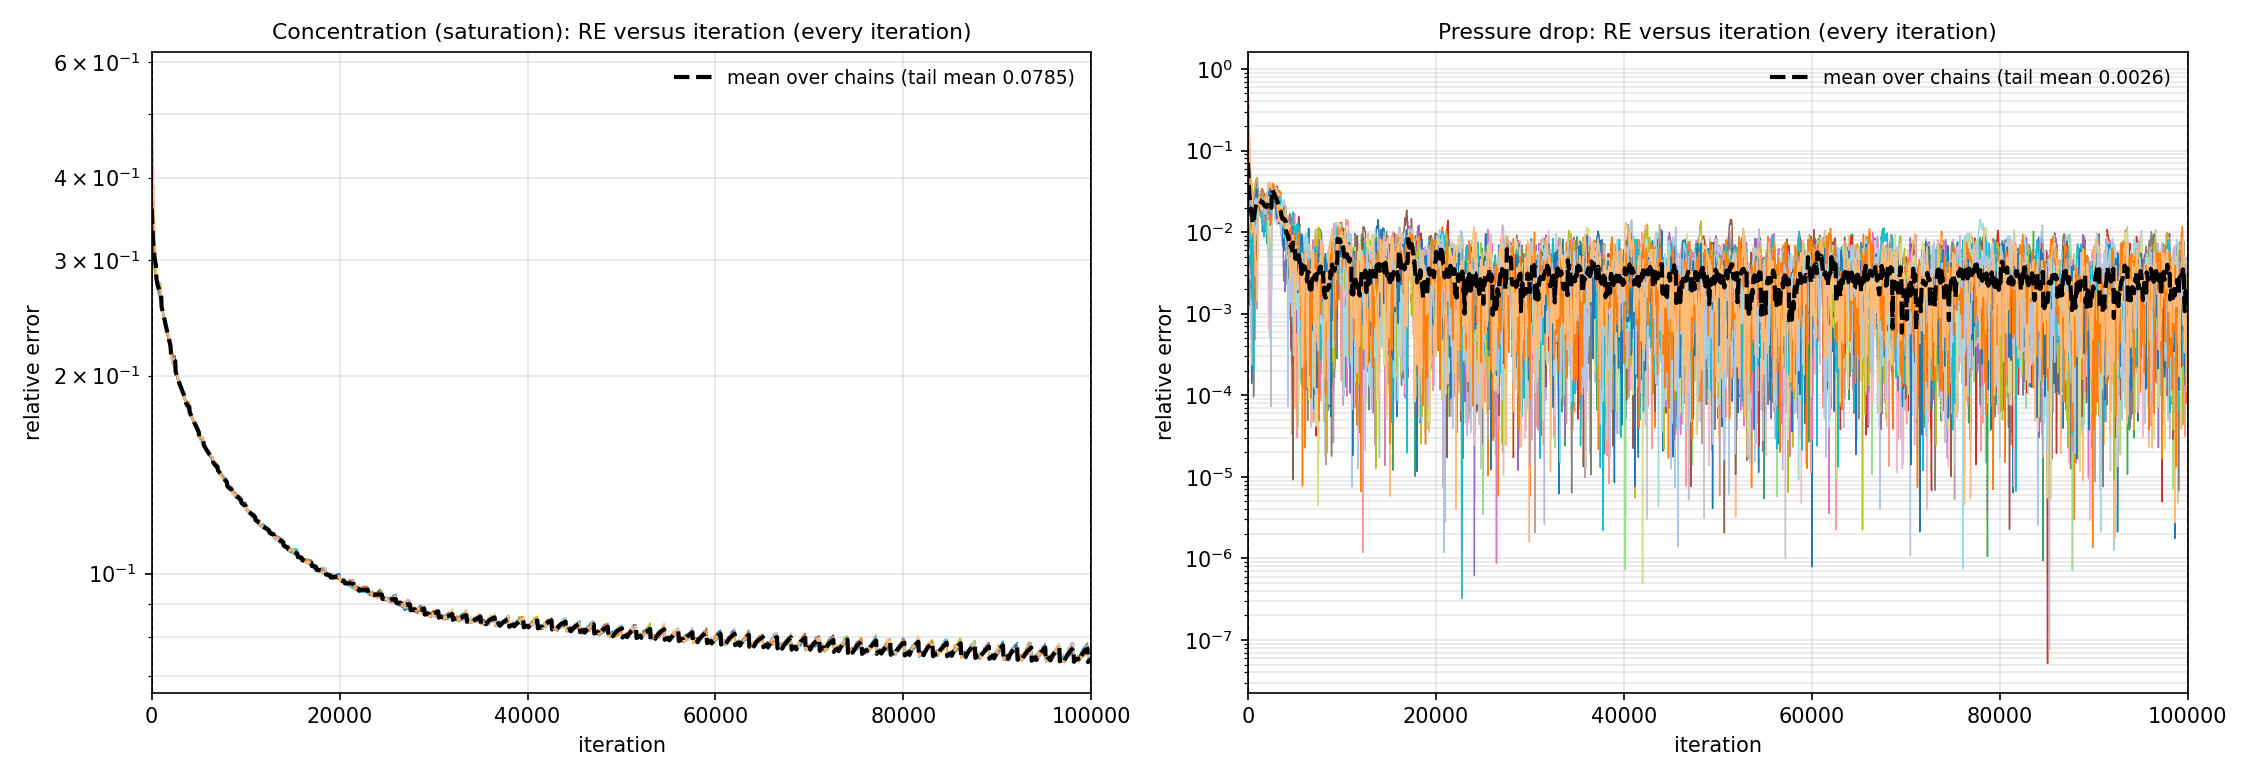 Concentration (saturation): RE versus iteration (every iteration)
6 × 10⁻¹
4 × 10⁻¹
3 × 10⁻¹
2 × 10⁻¹
10⁻¹
relative error
mean over chains (tail mean 0.0785)
0 20000 40000 60000 80000 100000
iteration
Pressure drop: RE versus iteration (every iteration)
10⁰
10⁻¹
10⁻²
10⁻³
10⁻⁴
10⁻⁵
10⁻⁶
10⁻⁷
relative error
mean over chains (tail mean 0.0026)
0 20000 40000 60000 80000 100000
iteration